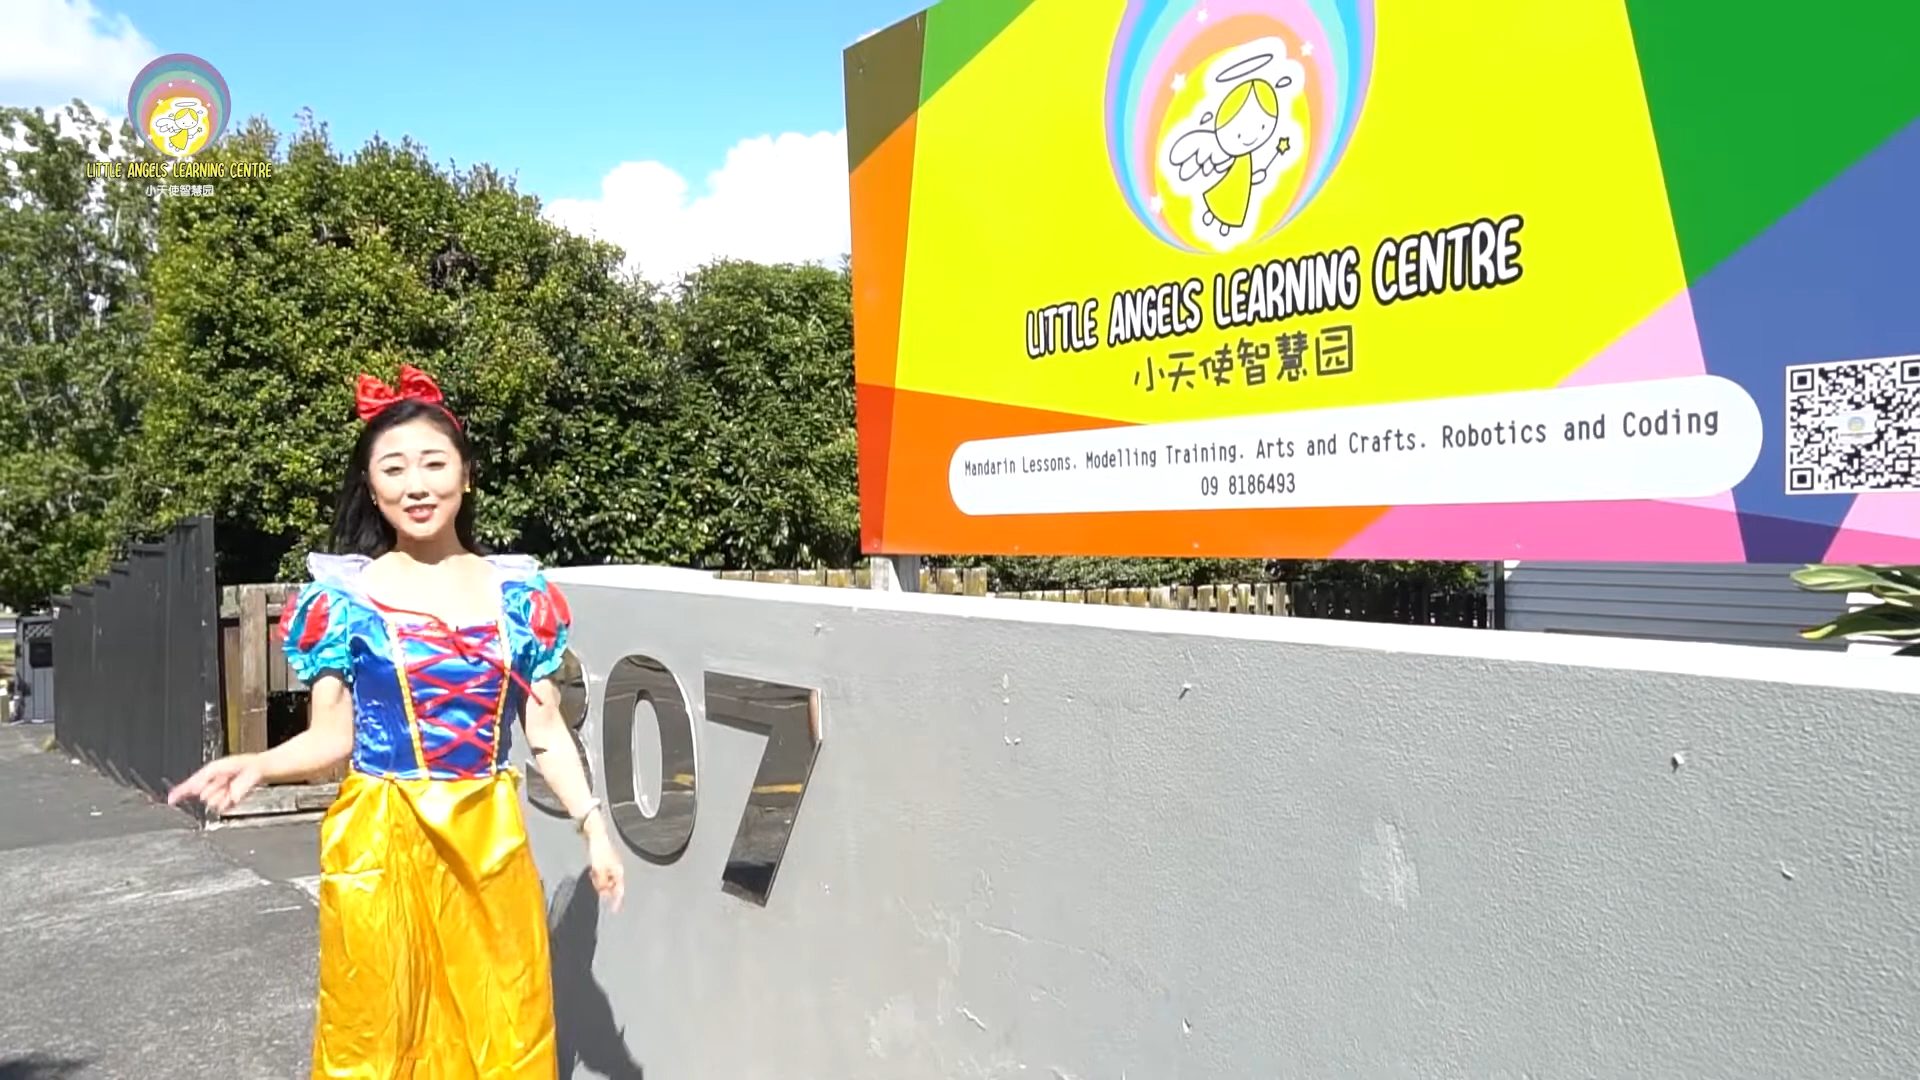 LITTLE ANGELS LEARNING CENTRE
小天使智慧园
LITTLE ANGELS LEARNING CENTRE
小天使智慧园
Mandarin Lessons. Modelling Training. Arts and Crafts. Robotics and Coding
09 8186493
307